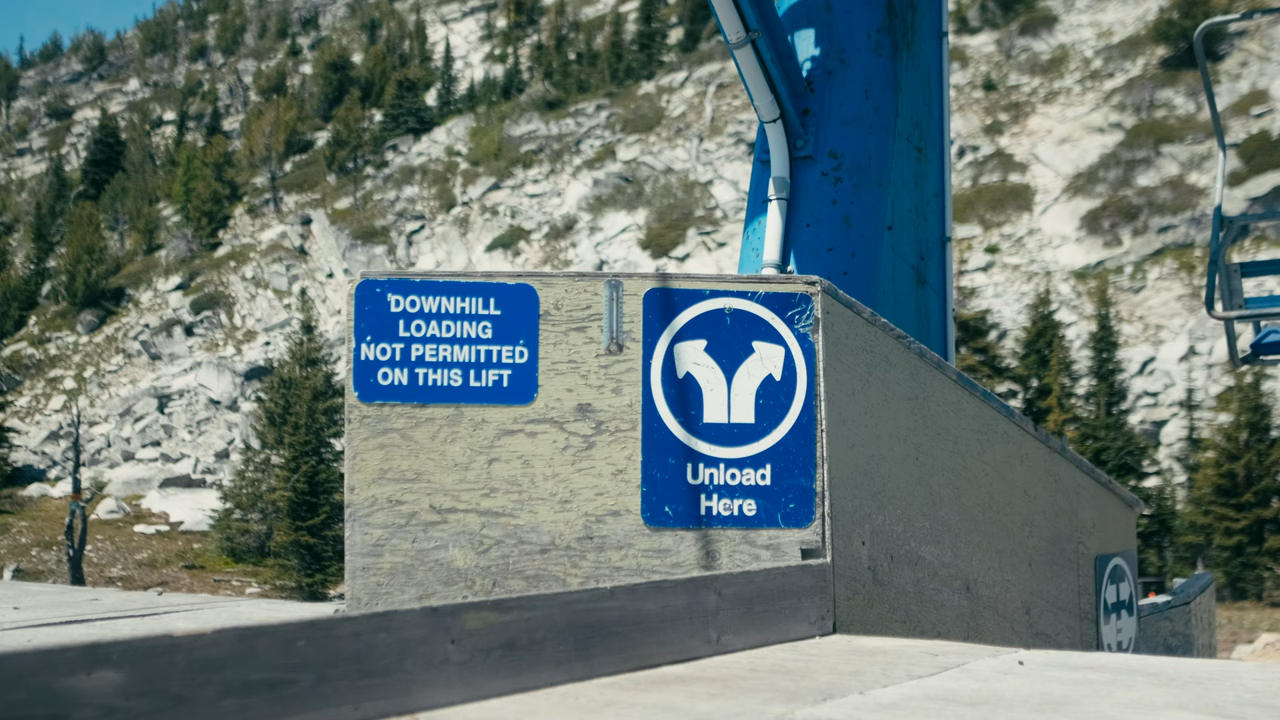 DOWNHILL
LOADING
NOT PERMITTED
ON THIS LIFT
Unload
Here